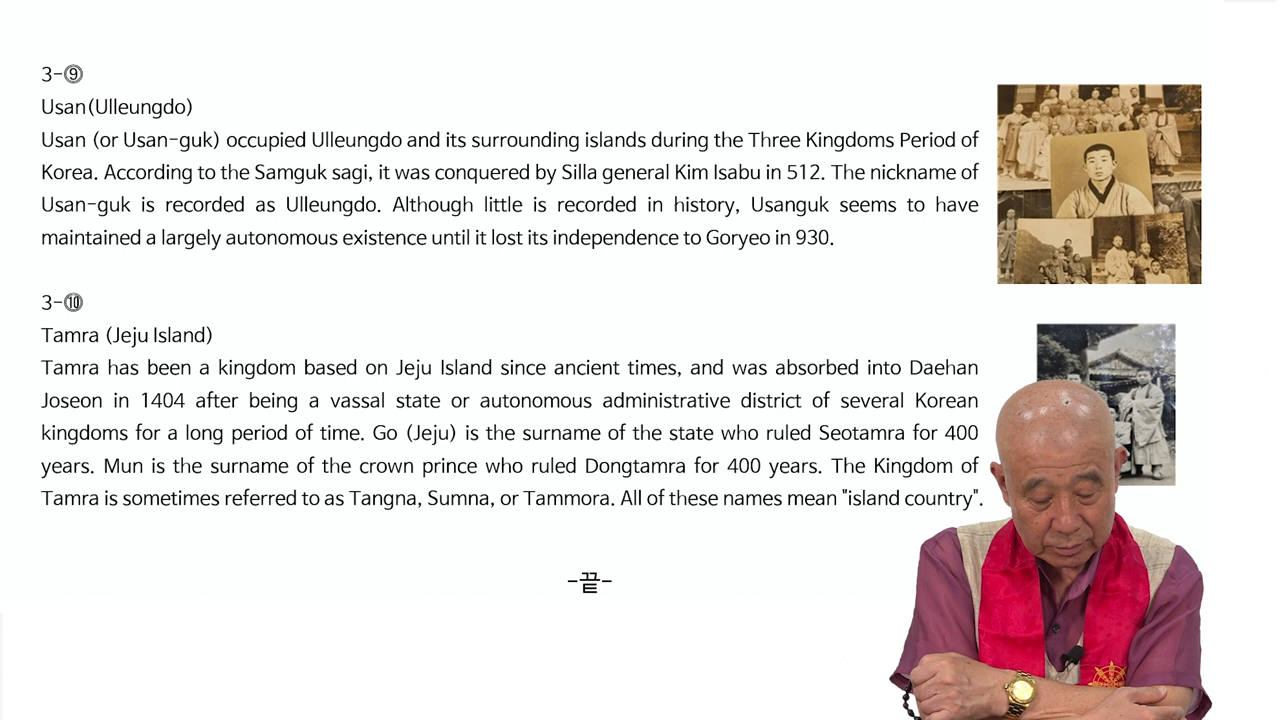 3-⑨
Usan(Ulleungdo)
Usan (or Usan-guk) occupied Ulleungdo and its surrounding islands during the Three Kingdoms Period of
Korea. According to the Samguk sagi, it was conquered by Silla general Kim Isabu in 512. The nickname of
Usan-guk is recorded as Ulleungdo. Although little is recorded in history, Usanguk seems to have
maintained a largely autonomous existence until it lost its independence to Goryeo in 930.
3-⑩
Tamra (Jeju Island)
Tamra has been a kingdom based on Jeju Island since ancient times, and was absorbed into Daehan
Joseon in 1404 after being a vassal state or autonomous administrative district of several Korean
kingdoms for a long period of time. Go (Jeju) is the surname of the state who ruled Seotamra for 400
years. Mun is the surname of the crown prince who ruled Dongtamra for 400 years. The Kingdom of
Tamra is sometimes referred to as Tangna, Sumna, or Tammora. All of these names mean "island country".
-끝-